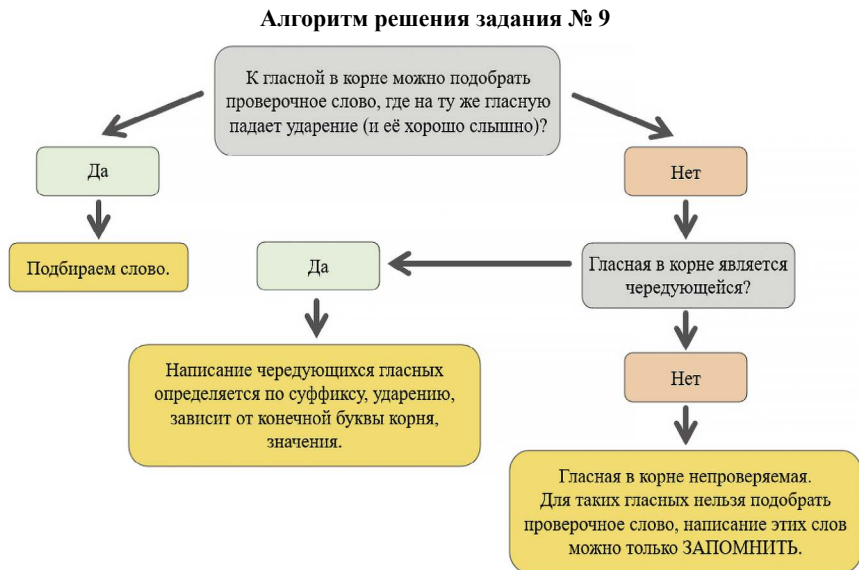 Алгоритм решения задания № 9
К гласной в корне можно подобрать
проверочное слово, где на ту же гласную
падает ударение (и её хорошо слышно)?
Да
Нет
Подбираем слово.
Да
Гласная в корне является
чередующейся?
Написание чередующихся гласных
определяется по суффиксу, ударению,
зависит от конечной буквы корня,
значения.
Нет
Гласная в корне непроверяемая.
Для таких гласных нельзя подобрать
проверочное слово, написание этих слов
можно только ЗАПОМНИТЬ.